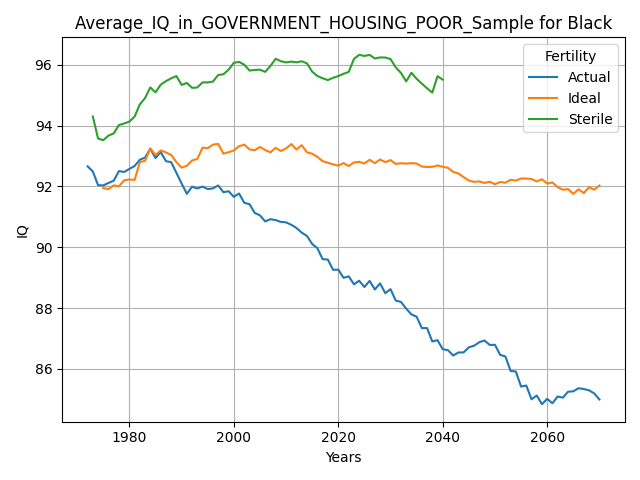 Average_IQ_in_GOVERNMENT_HOUSING_POOR_Sample for Black
Fertility
Actual
Ideal
Sterile
IQ
96
94
92
90
88
86
1980
2000
2020
2040
2060
Years